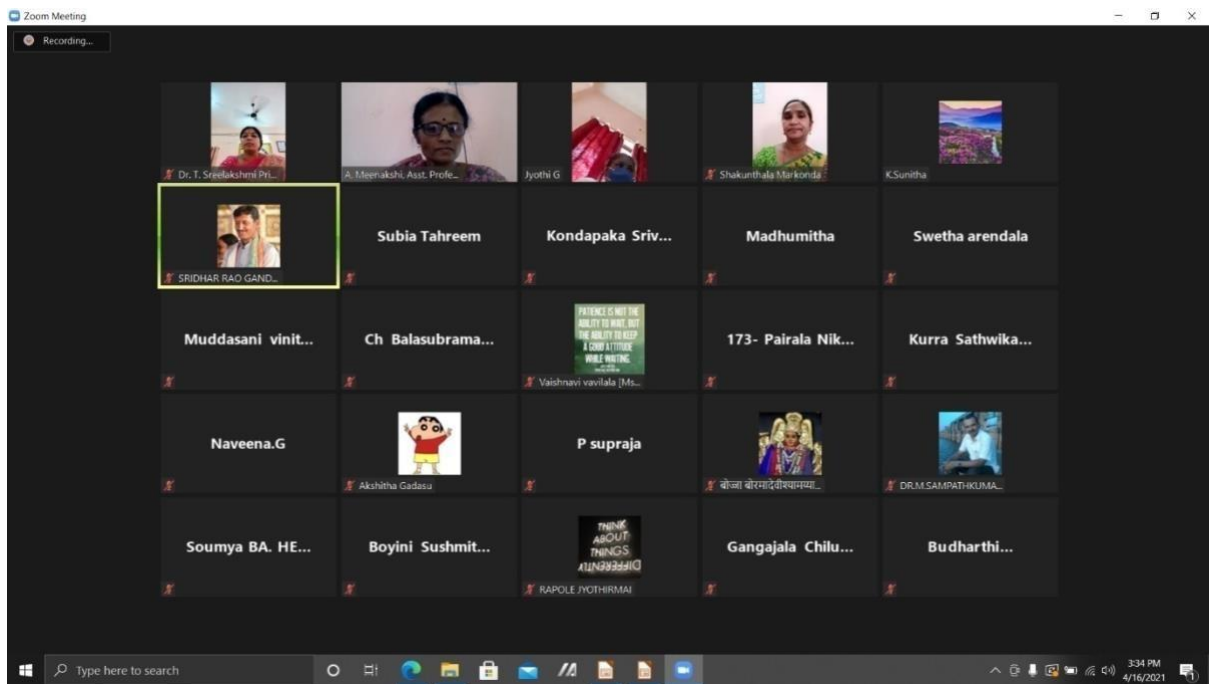 Zoom Meeting
Recording...
Dr. T. Sreelakshmi Pri...
A. Meenakshi, Asst. Profe...
Jyothi G
Shakunthala Markonda
K.Sunitha
SRIDHAR RAO GAND...
Subia Tahreem
Kondapaka Sriv...
Madhumitha
Swetha arendala
Muddasani vinit...
Ch Balasubrama...
PATIENCE IS NOT THE
ABILITY TO WAIT, BUT
THE ABILITY TO KEEP
A GOOD ATTITUDE
WHILE WAITING.
Vaishnavi vavilala [Ms...
173- Pairala Nik...
Kurra Sathwika...
Naveena.G
Akshitha Gadasu
P supraja
बोज्जा बोरमादेवीश्यामय्या...
DR.M.SAMPATHKUMA...
Soumya BA. HE...
Boyini Sushmit...
THINK
ABOUT
THINGS
DIFFERENTLY
RAPOLE JYOTHIRMAI
Gangajala Chilu...
Budharthi...
Type here to search
3:34 PM
4/16/2021